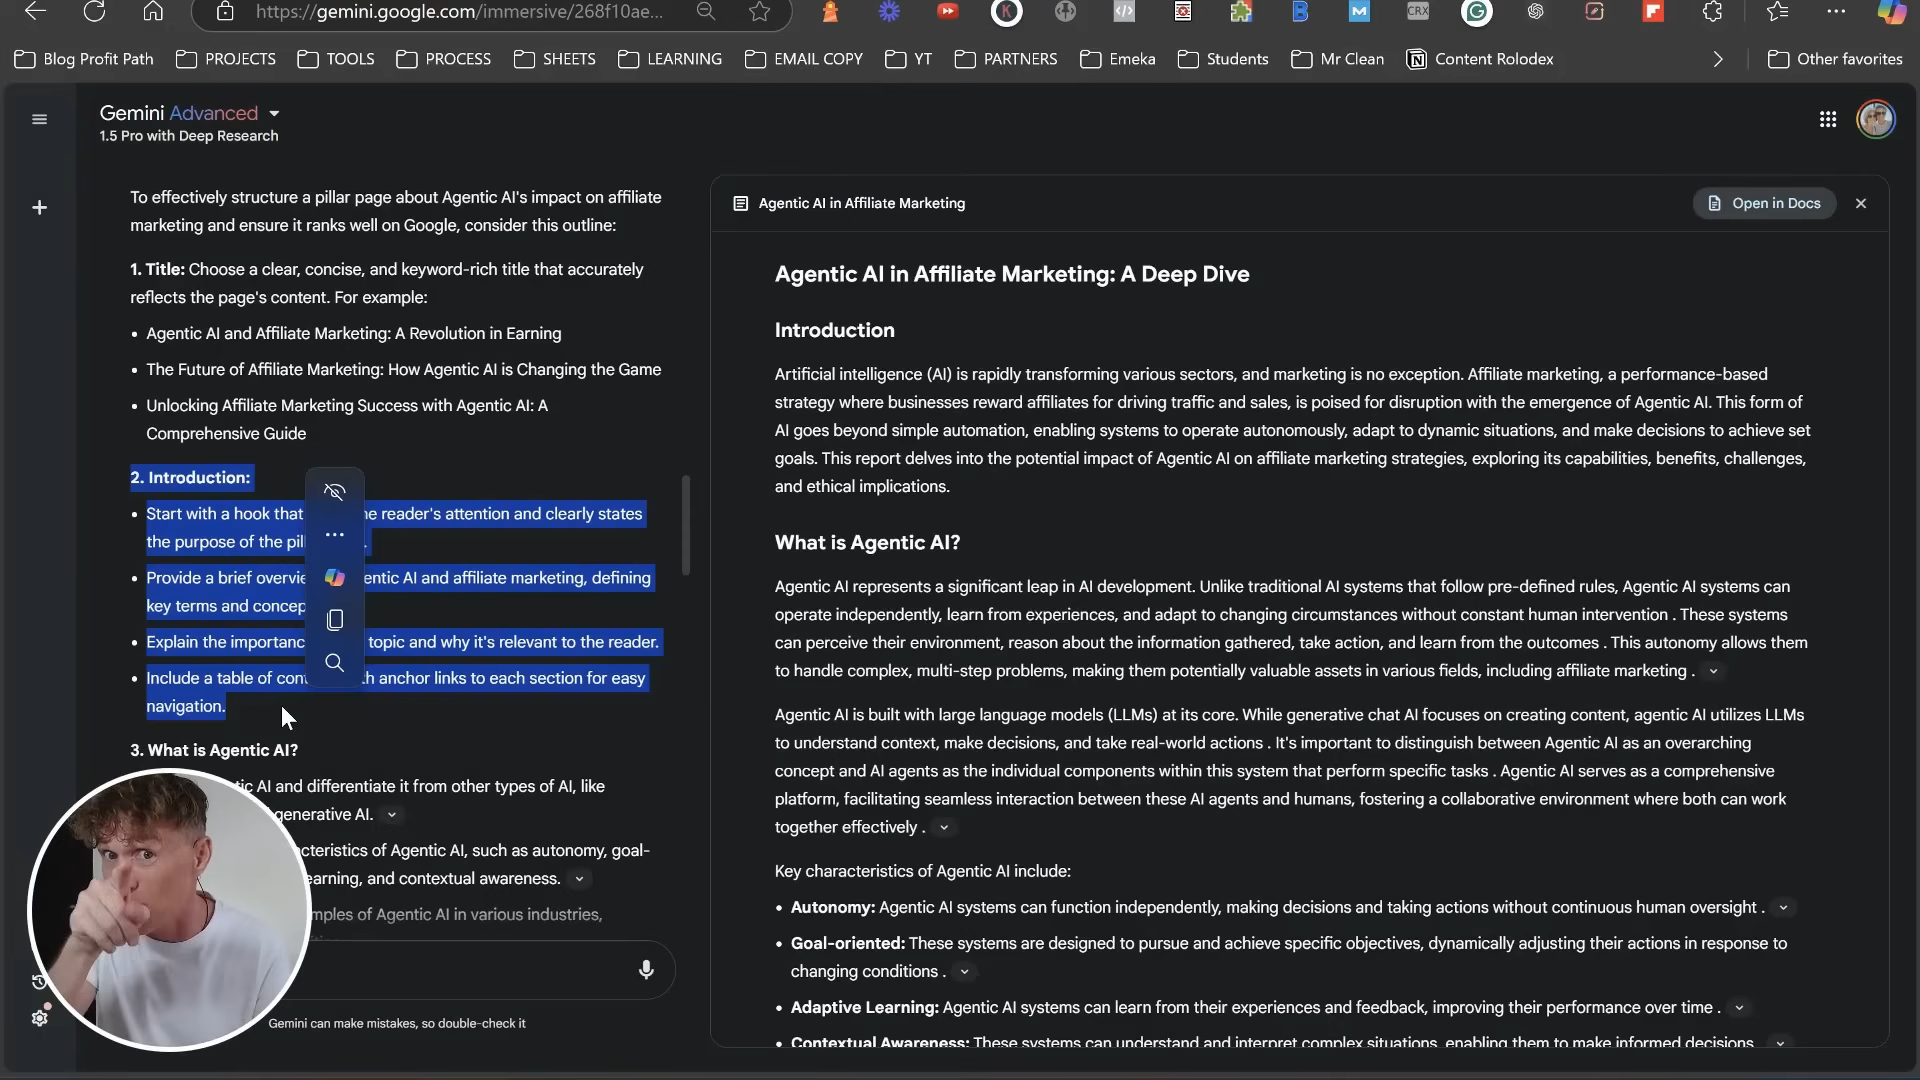 https://gemini.google.com/immersive/268f10ae...
Blog Profit Path
PROJECTS
TOOLS
PROCESS
SHEETS
LEARNING
EMAIL COPY
YT
PARTNERS
Emeka
Students
Mr Clean
Content Rolodex
Other favorites
Gemini Advanced
1.5 Pro with Deep Research
To effectively structure a pillar page about Agentic AI's impact on affiliate
marketing and ensure it ranks well on Google, consider this outline:
1. Title: Choose a clear, concise, and keyword-rich title that accurately
reflects the page's content. For example:
• Agentic AI and Affiliate Marketing: A Revolution in Earning
• The Future of Affiliate Marketing: How Agentic AI is Changing the Game
• Unlocking Affiliate Marketing Success with Agentic AI: A
Comprehensive Guide
2. Introduction:
• Start with a hook that reader's attention and clearly states
the purpose of the
• Provide a brief AI and affiliate marketing, defining
key terms and
• Explain the topic and why it's relevant to the reader.
• Include a table of anchor links to each section for easy
navigation.
3. What is Agentic AI?
AI and differentiate it from other types of AI, like
generative AI.
of Agentic AI, such as autonomy, goal-
and contextual awareness.
of Agentic AI in various industries,
Gemini can make mistakes, so double-check it
Agentic AI in Affiliate Marketing
Open in Docs
Agentic AI in Affiliate Marketing: A Deep Dive
Introduction
Artificial intelligence (AI) is rapidly transforming various sectors, and marketing is no exception. Affiliate marketing, a performance-based
strategy where businesses reward affiliates for driving traffic and sales, is poised for disruption with the emergence of Agentic AI. This form of
AI goes beyond simple automation, enabling systems to operate autonomously, adapt to dynamic situations, and make decisions to achieve set
goals. This report delves into the potential impact of Agentic AI on affiliate marketing strategies, exploring its capabilities, benefits, challenges,
and ethical implications.
What is Agentic AI?
Agentic AI represents a significant leap in AI development. Unlike traditional AI systems that follow pre-defined rules, Agentic AI systems can
operate independently, learn from experiences, and adapt to changing circumstances without constant human intervention . These systems
can perceive their environment, reason about the information gathered, take action, and learn from the outcomes . This autonomy allows them
to handle complex, multi-step problems, making them potentially valuable assets in various fields, including affiliate marketing .
Agentic AI is built with large language models (LLMs) at its core. While generative chat AI focuses on creating content, agentic AI utilizes LLMs
to understand context, make decisions, and take real-world actions . It's important to distinguish between Agentic AI as an overarching
concept and AI agents as the individual components within this system that perform specific tasks . Agentic AI serves as a comprehensive
platform, facilitating seamless interaction between these AI agents and humans, fostering a collaborative environment where both can work
together effectively .
Key characteristics of Agentic AI include:
• Autonomy: Agentic AI systems can function independently, making decisions and taking actions without continuous human oversight .
• Goal-oriented: These systems are designed to pursue and achieve specific objectives, dynamically adjusting their actions in response to
changing conditions .
• Adaptive Learning: Agentic AI systems can learn from their experiences and feedback, improving their performance over time .
• Contextual Awareness: These systems can understand and interpret complex situations, enabling them to make informed decisions